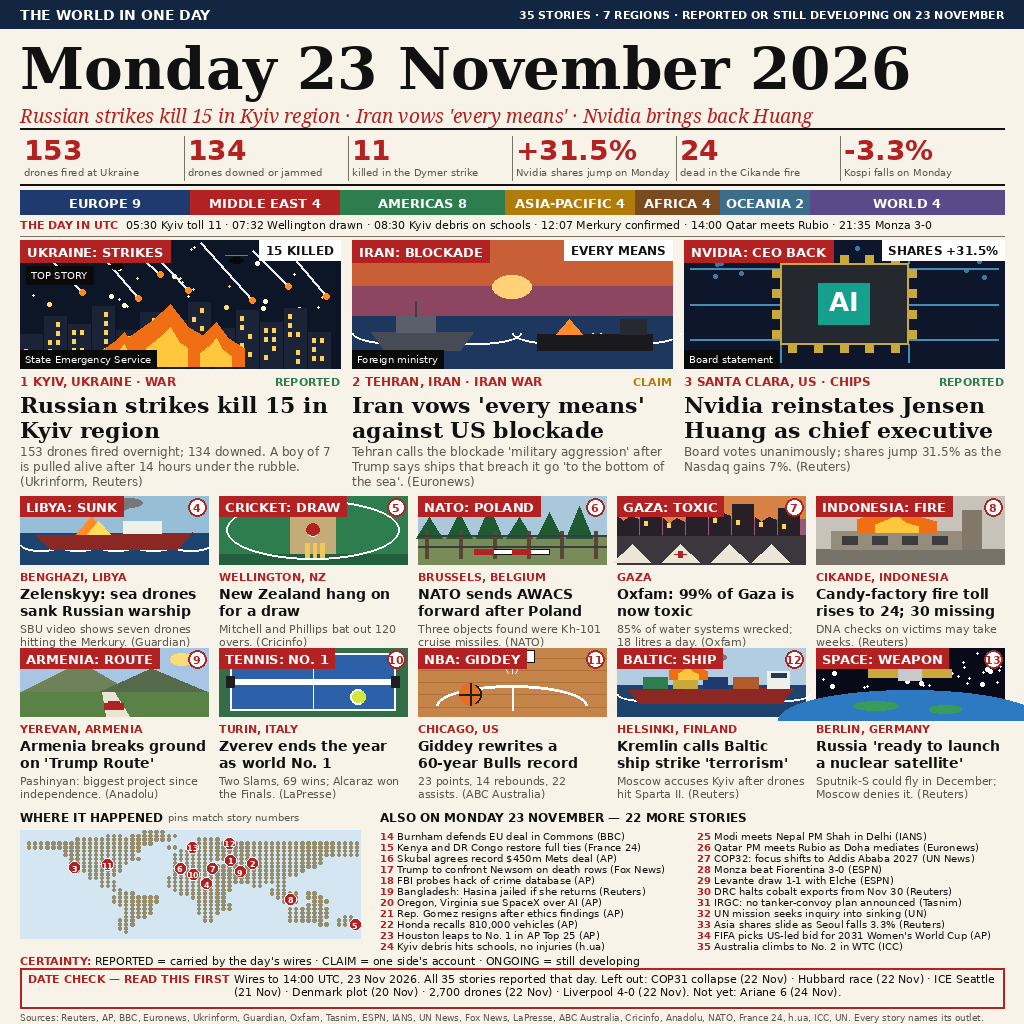 THE WORLD IN ONE DAY
35 STORIES · 7 REGIONS · REPORTED OR STILL DEVELOPING ON 23 NOVEMBER
Monday 23 November 2026
Russian strikes kill 15 in Kyiv region · Iran vows 'every means' · Nvidia brings back Huang
153
drones fired at Ukraine
134
drones downed or jammed
11
killed in the Dymer strike
+31.5%
Nvidia shares jump on Monday
24
dead in the Cikande fire
-3.3%
Kospi falls on Monday
EUROPE 9
MIDDLE EAST 4
AMERICAS 8
ASIA-PACIFIC 4
AFRICA 4
OCEANIA 2
WORLD 4
THE DAY IN UTC 05:30 Kyiv toll 11 · 07:32 Wellington drawn · 08:30 Kyiv debris on schools · 12:07 Merkury confirmed · 14:00 Qatar meets Rubio · 21:35 Monza 3-0
UKRAINE: STRIKES
15 KILLED
TOP STORY
State Emergency Service
1 KYIV, UKRAINE · WAR
REPORTED
Russian strikes kill 15 in
Kyiv region
153 drones fired overnight; 134 downed. A boy of 7
is pulled alive after 14 hours under the rubble.
(Ukrinform, Reuters)
IRAN: BLOCKADE
EVERY MEANS
Foreign ministry
2 TEHRAN, IRAN · IRAN WAR
CLAIM
Iran vows 'every means'
against US blockade
Tehran calls the blockade 'military aggression' after
Trump says ships that breach it go 'to the bottom of
the sea'. (Euronews)
NVIDIA: CEO BACK
SHARES +31.5%
AI
Board statement
3 SANTA CLARA, US · CHIPS
REPORTED
Nvidia reinstates Jensen
Huang as chief executive
Board votes unanimously; shares jump 31.5% as the
Nasdaq gains 7%. (Reuters)
LIBYA: SUNK
4
BENGHAZI, LIBYA
Zelenskyy: sea drones
sank Russian warship
SBU video shows seven drones
hitting the Merkury. (Guardian)
CRICKET: DRAW
5
WELLINGTON, NZ
New Zealand hang on
for a draw
Mitchell and Phillips bat out 120
overs. (Cricinfo)
NATO: POLAND
6
BRUSSELS, BELGIUM
NATO sends AWACS
forward after Poland
Three objects found were Kh-101
cruise missiles. (NATO)
GAZA: TOXIC
7
GAZA
Oxfam: 99% of Gaza is
now toxic
85% of water systems wrecked;
18 litres a day. (Oxfam)
INDONESIA: FIRE
8
CIKANDE, INDONESIA
Candy-factory fire toll
rises to 24; 30 missing
DNA checks on victims may take
weeks. (Reuters)
ARMENIA: ROUTE
9
YEREVAN, ARMENIA
Armenia breaks ground
on 'Trump Route'
Pashinyan: biggest project since
independence. (Anadolu)
TENNIS: NO. 1
10
TURIN, ITALY
Zverev ends the year
as world No. 1
Two Slams, 69 wins; Alcaraz won
the Finals. (LaPresse)
NBA: GIDDEY
11
CHICAGO, US
Giddey rewrites a
60-year Bulls record
23 points, 14 rebounds, 22
assists. (ABC Australia)
BALTIC: SHIP
12
HELSINKI, FINLAND
Kremlin calls Baltic
ship strike 'terrorism'
Moscow accuses Kyiv after drones
hit Sparta II. (Reuters)
SPACE: WEAPON
13
BERLIN, GERMANY
Russia 'ready to launch
a nuclear satellite'
Sputnik-S could fly in December;
Moscow denies it. (Reuters)
WHERE IT HAPPENED pins match story numbers
13
12
3
11
6
1
2
10
7
9
4
8
5
ALSO ON MONDAY 23 NOVEMBER — 22 MORE STORIES
14 Burnham defends EU deal in Commons (BBC)
15 Kenya and DR Congo restore full ties (France 24)
16 Skubal agrees record $450m Mets deal (AP)
17 Trump to confront Newsom on death rows (Fox News)
18 FBI probes hack of crime database (AP)
19 Bangladesh: Hasina jailed if she returns (Reuters)
20 Oregon, Virginia sue SpaceX over AI (AP)
21 Rep. Gomez resigns after ethics findings (AP)
22 Honda recalls 810,000 vehicles (AP)
23 Houston leaps to No. 1 in AP Top 25 (AP)
24 Kyiv debris hits schools, no injuries (h.ua)
25 Modi meets Nepal PM Shah in Delhi (IANS)
26 Qatar PM meets Rubio as Doha mediates (Euronews)
27 COP32: focus shifts to Addis Ababa 2027 (UN News)
28 Monza beat Fiorentina 3-0 (ESPN)
29 Levante draw 1-1 with Elche (ESPN)
30 DRC halts cobalt exports from Nov 30 (Reuters)
31 IRGC: no tanker-convoy plan announced (Tasnim)
32 UN mission seeks inquiry into sinking (UN)
33 Asia shares slide as Seoul falls 3.3% (Reuters)
34 FIFA picks US-led bid for 2031 Women's World Cup (AP)
35 Australia climbs to No. 2 in WTC (ICC)
CERTAINTY: REPORTED = carried by the day's wires · CLAIM = one side's account · ONGOING = still developing
DATE CHECK — READ THIS FIRST Wires to 14:00 UTC, 23 Nov 2026. All 35 stories reported that day. Left out: COP31 collapse (22 Nov) · Hubbard race (22 Nov) · ICE Seattle
(21 Nov) · Denmark plot (20 Nov) · 2,700 drones (22 Nov) · Liverpool 4-0 (22 Nov). Not yet: Ariane 6 (24 Nov).
Sources: Reuters, AP, BBC, Euronews, Ukrinform, Guardian, Oxfam, Tasnim, ESPN, IANS, UN News, Fox News, LaPresse, ABC Australia, Cricinfo, Anadolu, NATO, France 24, h.ua, ICC, UN. Every story names its outlet.